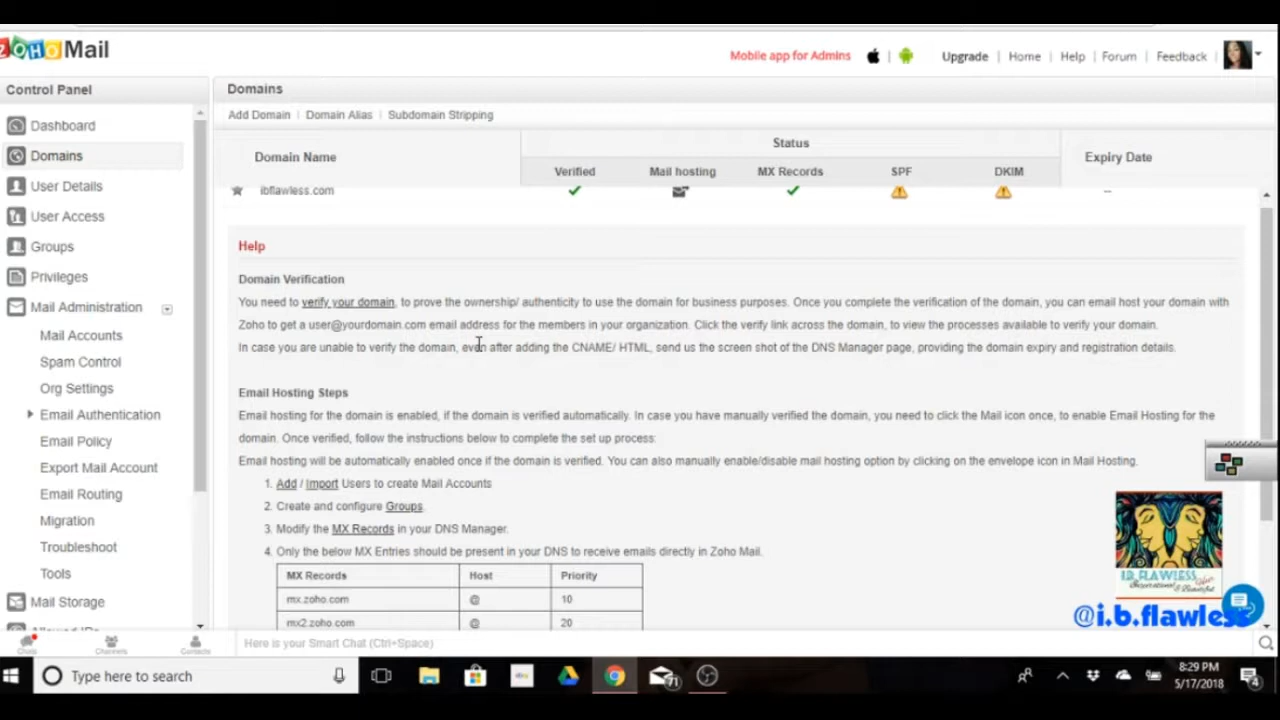 ZOHO Mail
Mobile app for Admins
Upgrade
Home
Help
Forum
Feedback
Control Panel
Domains
Add Domain
Domain Alias
Subdomain Stripping
Dashboard
Domains
User Details
User Access
Groups
Privileges
Mail Administration
Mail Accounts
Spam Control
Org Settings
Email Authentication
Email Policy
Export Mail Account
Email Routing
Migration
Troubleshoot
Tools
Mail Storage
Allowed IPs
Domain Name
Status
Expiry Date
Verified
Mail hosting
MX Records
SPF
DKIM
ibflawless.com
--
Help
Domain Verification
You need to verify your domain, to prove the ownership/ authenticity to use the domain for business purposes. Once you complete the verification of the domain, you can email host your domain with
Zoho to get a user@yourdomain.com email address for the members in your organization. Click the verify link across the domain, to view the processes available to verify your domain.
In case you are unable to verify the domain, even after adding the CNAME/ HTML, send us the screen shot of the DNS Manager page, providing the domain expiry and registration details.
Email Hosting Steps
Email hosting for the domain is enabled, if the domain is verified automatically. In case you have manually verified the domain, you need to click the Mail icon once, to enable Email Hosting for the
domain. Once verified, follow the instructions below to complete the set up process:
Email hosting will be automatically enabled once if the domain is verified. You can also manually enable/disable mail hosting option by clicking on the envelope icon in Mail Hosting.
1. Add / Import Users to create Mail Accounts
2. Create and configure Groups.
3. Modify the MX Records in your DNS Manager.
4. Only the below MX Entries should be present in your DNS to receive emails directly in Zoho Mail.
MX Records Host Priority
mx.zoho.com @ 10
mx2.zoho.com @ 20
I.B. FLAWLESS
@i.b.flawless
Chats
Channels
Contacts
Here is your Smart Chat (Ctrl+Space)
Type here to search
ebay
71
8:29 PM
5/17/2018
4